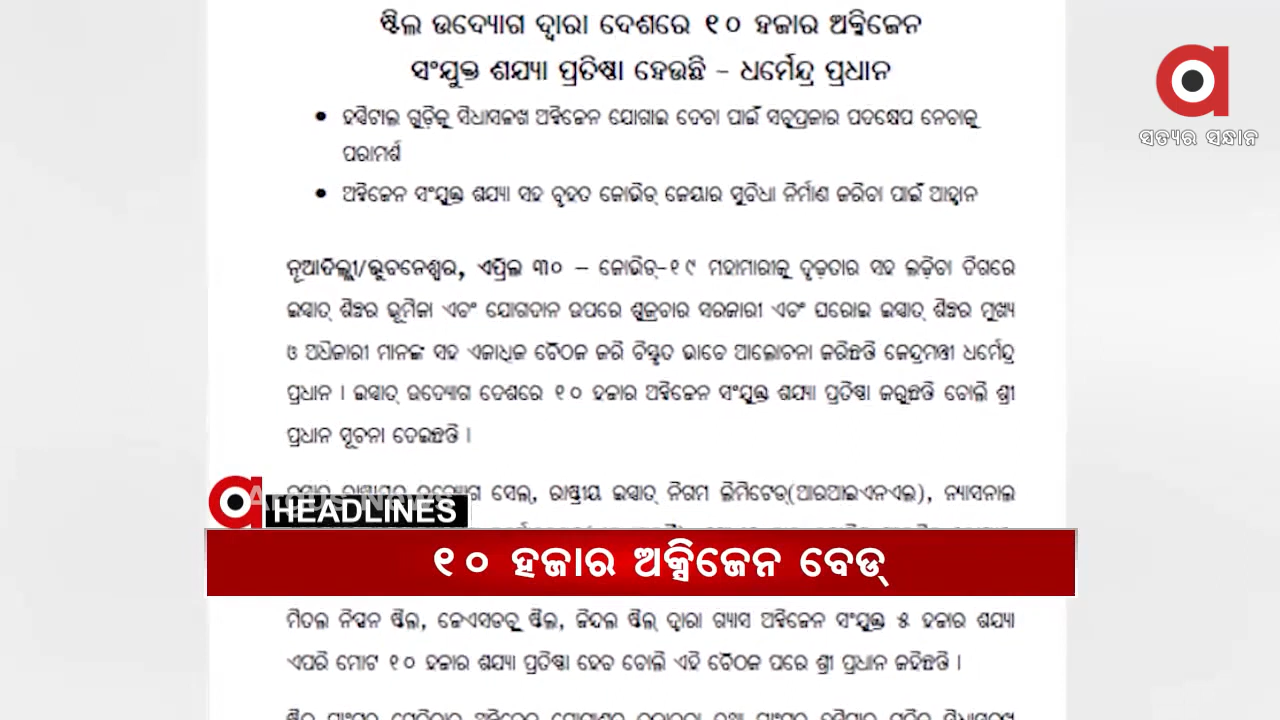 ଷ୍ଟିଲ ଉଦ୍ୟୋଗ ଦ୍ୱାରା ଦେଶରେ ୧୦ ହଜାର ଅକ୍ସିଜେନ
ସଂଯୁକ୍ତ ଶଯ୍ୟା ପ୍ରତିଷ୍ଠା ହେଉଛି - ଧର୍ମେନ୍ଦ୍ର ପ୍ରଧାନ
ସତ୍ୟର ସନ୍ଧାନ
• ହସ୍ପିଟାଲ ଗୁଡ଼ିକୁ ସିଧାସଳଖ ଅକ୍ସିଜେନ ଯୋଗାଇ ଦେବା ପାଇଁ ସବୁପ୍ରକାର ପଦକ୍ଷେପ ନେବାକୁ
ପରାମର୍ଶ
• ଅକ୍ସିଜେନ ସଂଯୁକ୍ତ ଶଯ୍ୟା ସହ ବୃହତ କୋଭିଡ୍ କେୟାର ସୁବିଧା ନିର୍ମାଣ କରିବା ପାଇଁ ଆହ୍ୱାନ
ନୂଆଦିଲ୍ଲୀ/ଭୁବନେଶ୍ୱର, ଏପ୍ରିଲ ୩୦ – କୋଭିଡ୍-୧୯ ମହାମାରୀକୁ ଦୃଢ଼ତାର ସହ ଲଢ଼ିବା ଦିଗରେ
ଇସ୍ପାତ୍ ଶିଳ୍ପର ଭୂମିକା ଏବଂ ଯୋଗଦାନ ଉପରେ ଶୁକ୍ରବାର ସରକାରୀ ଏବଂ ଘରୋଇ ଇସ୍ପାତ୍ ଶିଳ୍ପର ମୁଖ୍ୟ
ଓ ଅଧିକାରୀ ମାନଙ୍କ ସହ ଏକାଧିକ ବୈଠକ କରି ବିସ୍ତୃତ ଭାବେ ଆଲୋଚନା କରିଛନ୍ତି କେନ୍ଦ୍ରମନ୍ତ୍ରୀ ଧର୍ମେନ୍ଦ୍ର
ପ୍ରଧାନ । ଇସ୍ପାତ୍ ଉଦ୍ୟୋଗ ଦେଶରେ ୧୦ ହଜାର ଅକ୍ସିଜେନ ସଂଯୁକ୍ତ ଶଯ୍ୟା ପ୍ରତିଷ୍ଠା କରୁଛନ୍ତି ବୋଲି ଶ୍ରୀ
ପ୍ରଧାନ ସୂଚନା ଦେଇଛନ୍ତି ।
ସେଲ୍, ରାଷ୍ଟ୍ରୀୟ ଇସ୍ପାତ୍ ନିଗମ ଲିମିଟେଡ୍(ଆରଆଇଏନଏଲ), ନ୍ୟାସନାଲ
HEADLINES
୧୦ ହଜାର ଅକ୍ସିଜେନ ବେଡ୍
ମିତଲ ନିପ୍ପନ ଷ୍ଟିଲ, ଜେଏସଡବ୍ଲୁ ଷ୍ଟିଲ, ଜିନ୍ଦଲ ଷ୍ଟିଲ୍ ଦ୍ୱାରା ଗ୍ୟାସ ଅକ୍ସିଜେନ ସଂଯୁକ୍ତ ୫ ହଜାର ଶଯ୍ୟା
ଏପରି ମୋଟ ୧୦ ହଜାର ଶଯ୍ୟା ପ୍ରତିଷ୍ଠା ହେବ ବୋଲି ଏହି ବୈଠକ ପରେ ଶ୍ରୀ ପ୍ରଧାନ କହିଛନ୍ତି ।